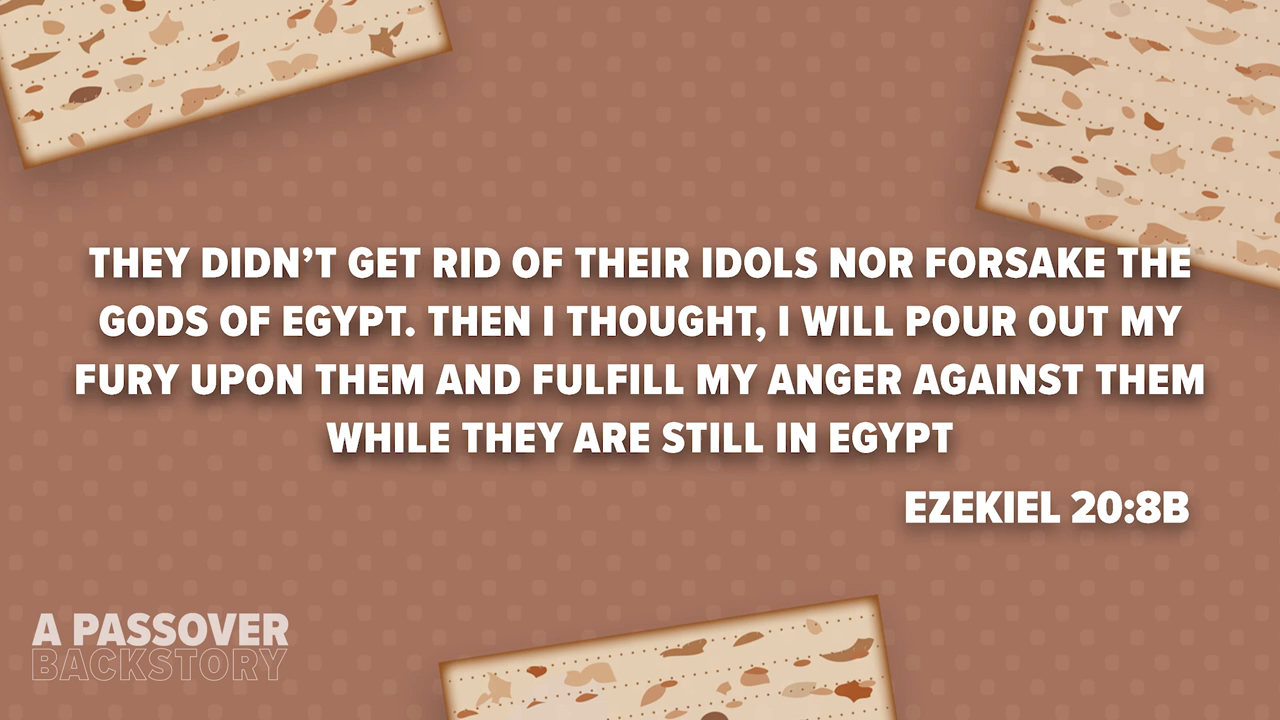 THEY DIDN’T GET RID OF THEIR IDOLS NOR FORSAKE THE
GODS OF EGYPT. THEN I THOUGHT, I WILL POUR OUT MY
FURY UPON THEM AND FULFILL MY ANGER AGAINST THEM
WHILE THEY ARE STILL IN EGYPT
EZEKIEL 20:8B
A PASSOVER
BACKSTORY